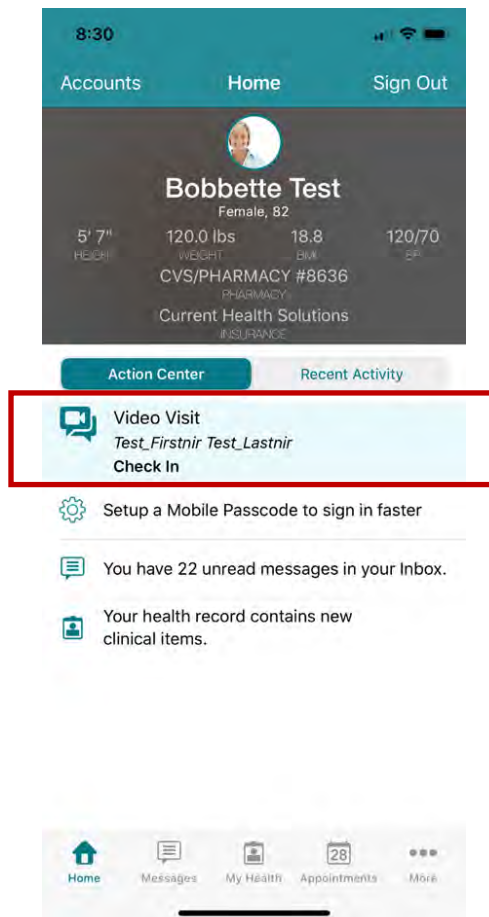 8:30
Accounts Home Sign Out
Bobbette Test
Female, 82
5' 7" 120.0 lbs 18.8 120/70
HEIGHT WEIGHT BMI BP
CVS/PHARMACY #8636
PHARMACY
Current Health Solutions
INSURANCE
Action Center Recent Activity
Video Visit
Test_Firstnir Test_Lastnir
Check In
Setup a Mobile Passcode to sign in faster
You have 22 unread messages in your Inbox.
Your health record contains new
clinical items.
28
Home Messages My Health Appointments More